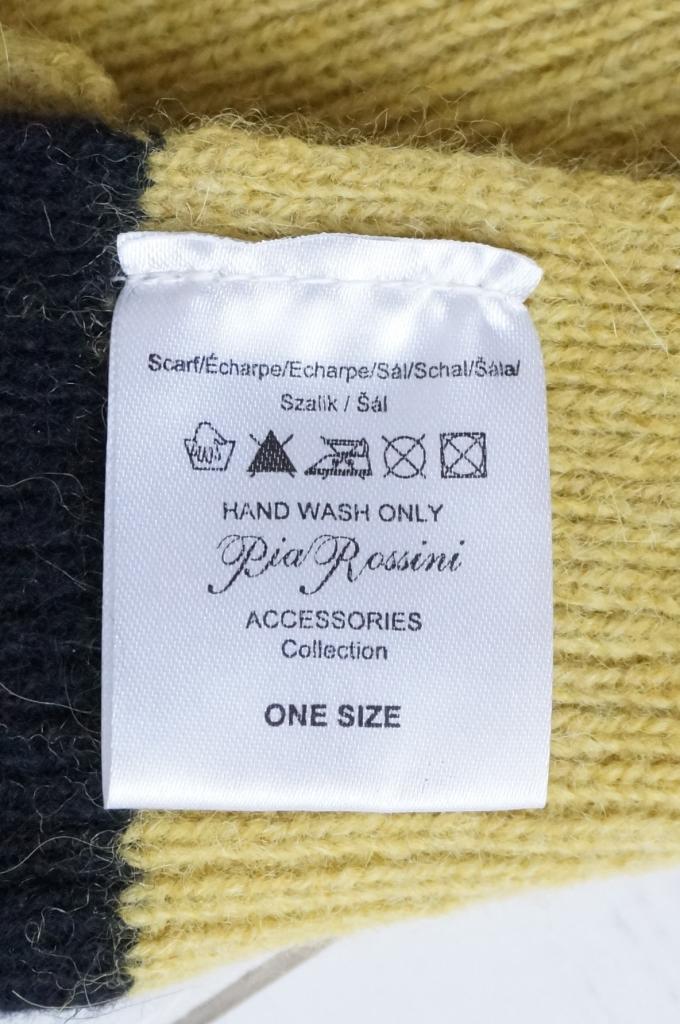 Scarf/Écharpe/Echarpe/Sál/Schal/Šála/
Szalik / Šál
HAND WASH ONLY
Pia Rossini
ACCESSORIES
Collection
ONE SIZE